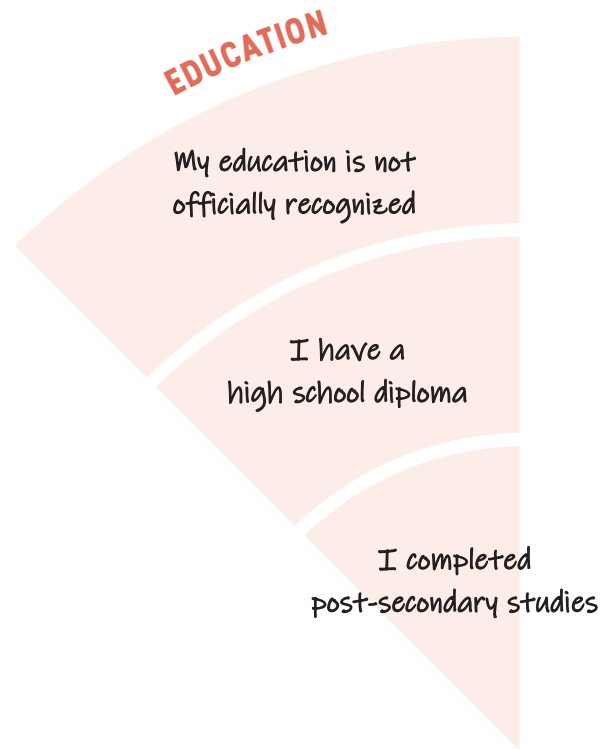 EDUCATION
My education is not
officially recognized
I have a
high school diploma
I completed
post-secondary studies